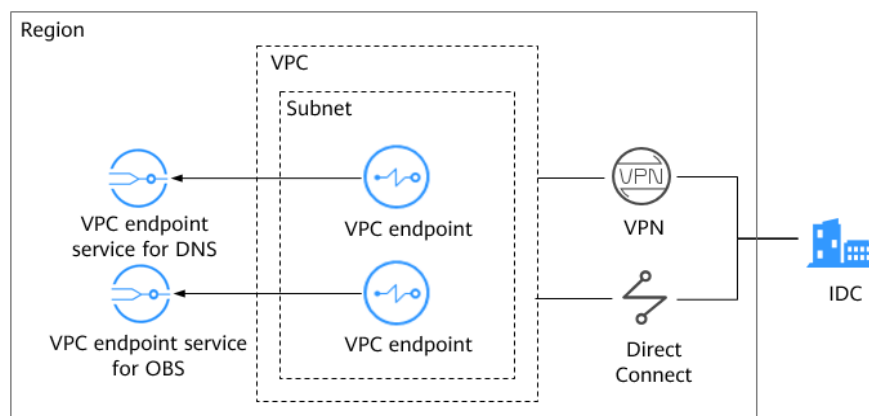 Region
VPC
Subnet
VPC endpoint
service for DNS
VPC endpoint
VPN
VPN
VPC endpoint service
for OBS
VPC endpoint
Direct
Connect
IDC